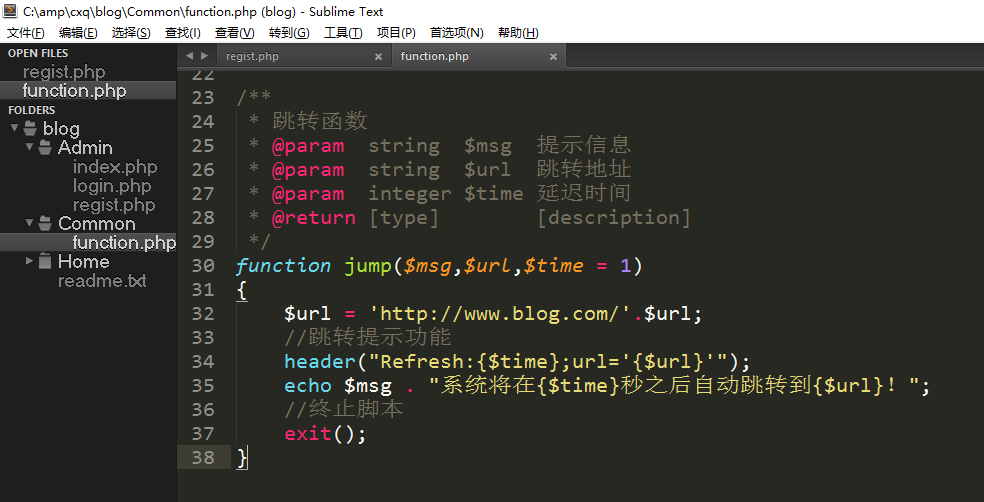 C:\amp\cxq\blog\Common\function.php (blog) - Sublime Text
文件(F) 编辑(E) 选择(S) 查找(I) 查看(V) 转到(G) 工具(T) 项目(P) 首选项(N) 帮助(H)
OPEN FILES
regist.php
function.php
FOLDERS
blog
Admin
index.php
login.php
regist.php
Common
function.php
Home
readme.txt
regist.php × function.php ×
22
23 /**
24 * 跳转函数
25 * @param string $msg 提示信息
26 * @param string $url 跳转地址
27 * @param integer $time 延迟时间
28 * @return [type] [description]
29 */
30 function jump($msg,$url,$time = 1)
31 {
32 $url = 'http://www.blog.com/'.$url;
33 //跳转提示功能
34 header("Refresh:{$time};url='{$url}'");
35 echo $msg . "系统将在{$time}秒之后自动跳转到{$url}！";
36 //终止脚本
37 exit();
38 }